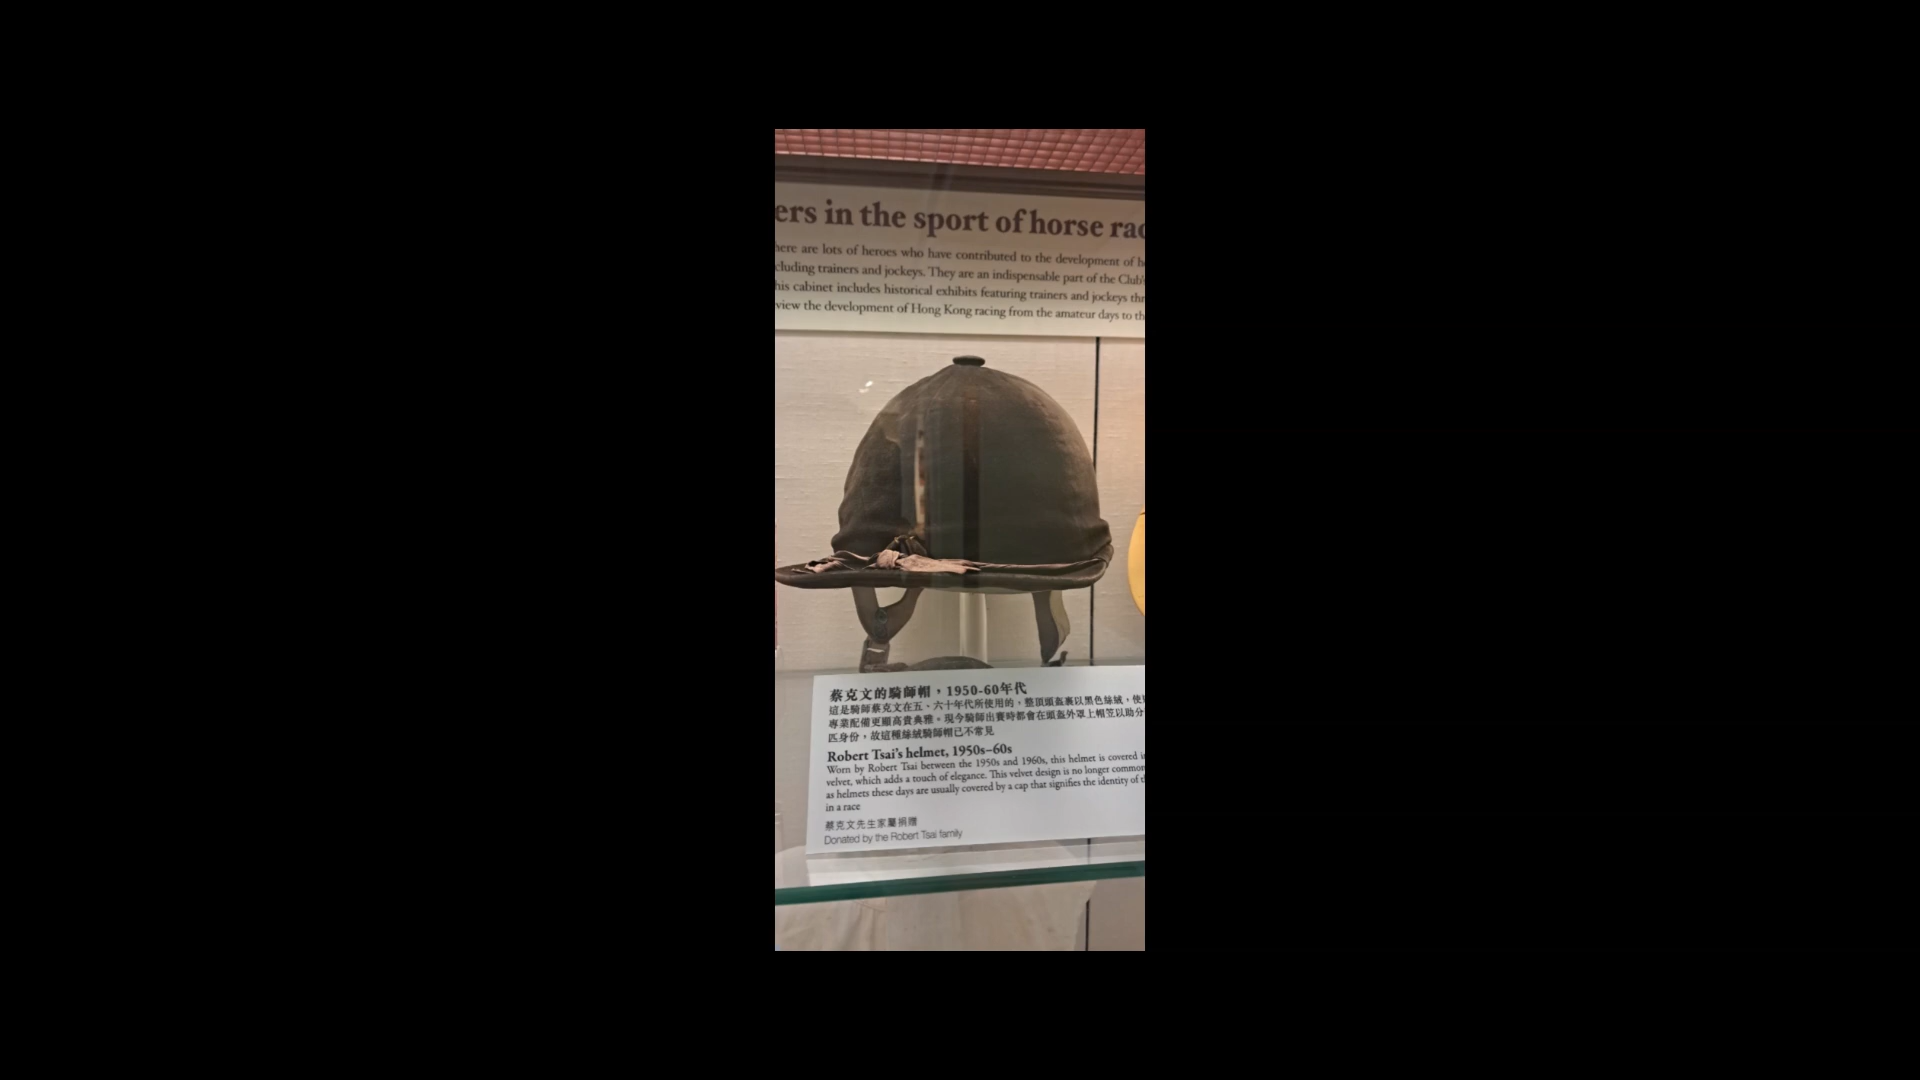 ers in the sport of horse
here are lots of heroes who have contributed to the development of
cluding trainers and jockeys. They are an indispensable part of the Club's
his cabinet includes historical exhibits featuring trainers and jockeys
view the development of Hong Kong racing from the amateur days to
蔡克文的騎師帽，1950-60年代
這是騎師蔡克文在五、六十年代所使用的，整頂頭盔裹以黑色絲絨，使
專業配備更顯高貴典雅。現今騎師出賽時都會在頭盔外罩上帽笠以助分
匹身份，故這種絲絨騎師帽已不常見
Robert Tsai's helmet, 1950s–60s
Worn by Robert Tsai between the 1950s and 1960s, this helmet is covered
velvet, which adds a touch of elegance. This velvet design is no longer common
as helmets these days are usually covered by a cap that signifies the identity of
in a race
蔡克文先生家屬捐贈
Donated by the Robert Tsai family